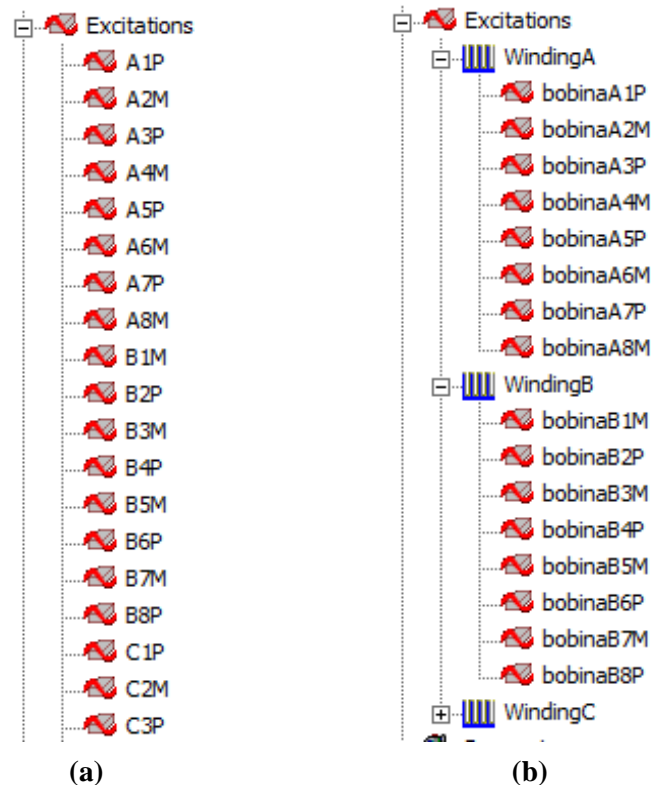 Excitations
A1P
A2M
A3P
A4M
A5P
A6M
A7P
A8M
B1M
B2P
B3M
B4P
B5M
B6P
B7M
B8P
C1P
C2M
C3P
(a)
Excitations
WindingA
bobinaA1P
bobinaA2M
bobinaA3P
bobinaA4M
bobinaA5P
bobinaA6M
bobinaA7P
bobinaA8M
WindingB
bobinaB1M
bobinaB2P
bobinaB3M
bobinaB4P
bobinaB5M
bobinaB6P
bobinaB7M
bobinaB8P
WindingC
(b)